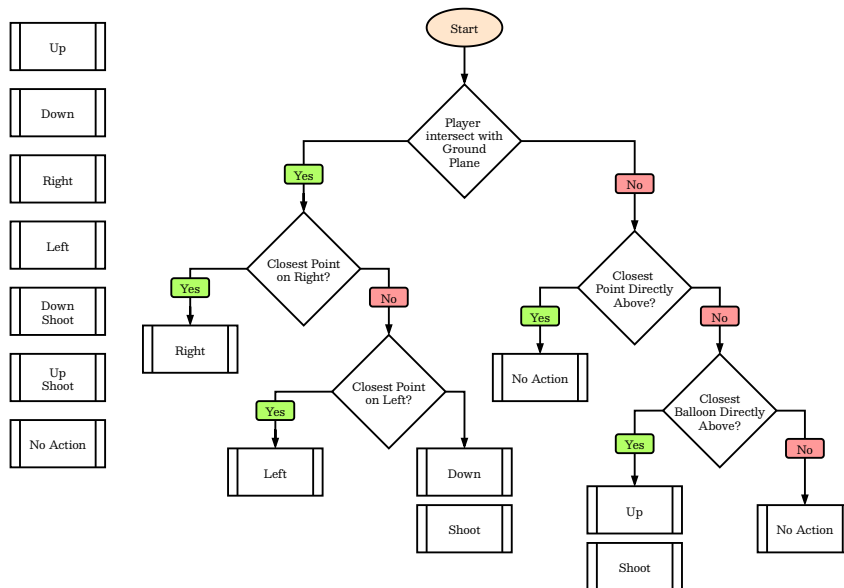 Start
Up
Down
Right
Left
Down
Shoot
Up
Shoot
No Action
Player
intersect with
Ground
Plane
Yes
No
Closest Point
on Right?
Closest
Point Directly
Above?
Yes
No
Yes
No
Right
Closest Point
on Left?
No Action
Closest
Balloon Directly
Above?
Yes
Yes
No
Left
Down
Shoot
Up
Shoot
No Action